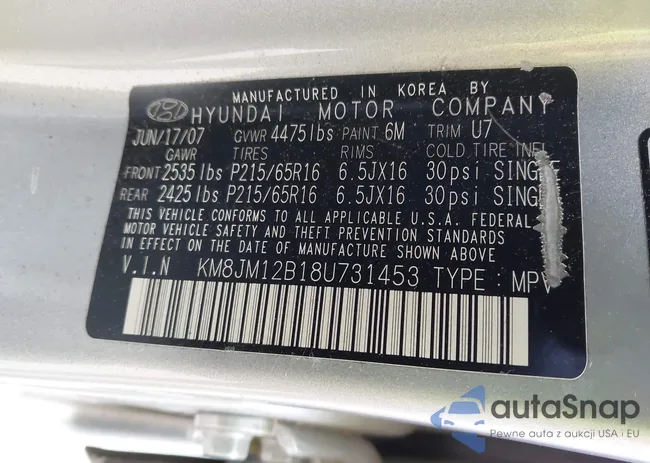 MANUFACTURED IN KOREA BY
HYUNDAI MOTOR COMPANY
JUN/17/07 GVWR 4475lbs PAINT 6M TRIM U7
GAWR TIRES RIMS COLD TIRE INFL
FRONT 2535lbs P215/65R16 6.5JX16 30psi SINGLE
REAR 2425lbs P215/65R16 6.5JX16 30psi SINGLE
THIS VEHICLE CONFORMS TO ALL APPLICABLE U.S.A. FEDERAL
MOTOR VEHICLE SAFETY AND THEFT PREVENTION STANDARDS
IN EFFECT ON THE DATE OF MANUFACTURE SHOWN ABOVE
V.I.N KM8JM12B18U731453 TYPE : MPV
autaSnap
Pewne auta z aukcji USA i EU